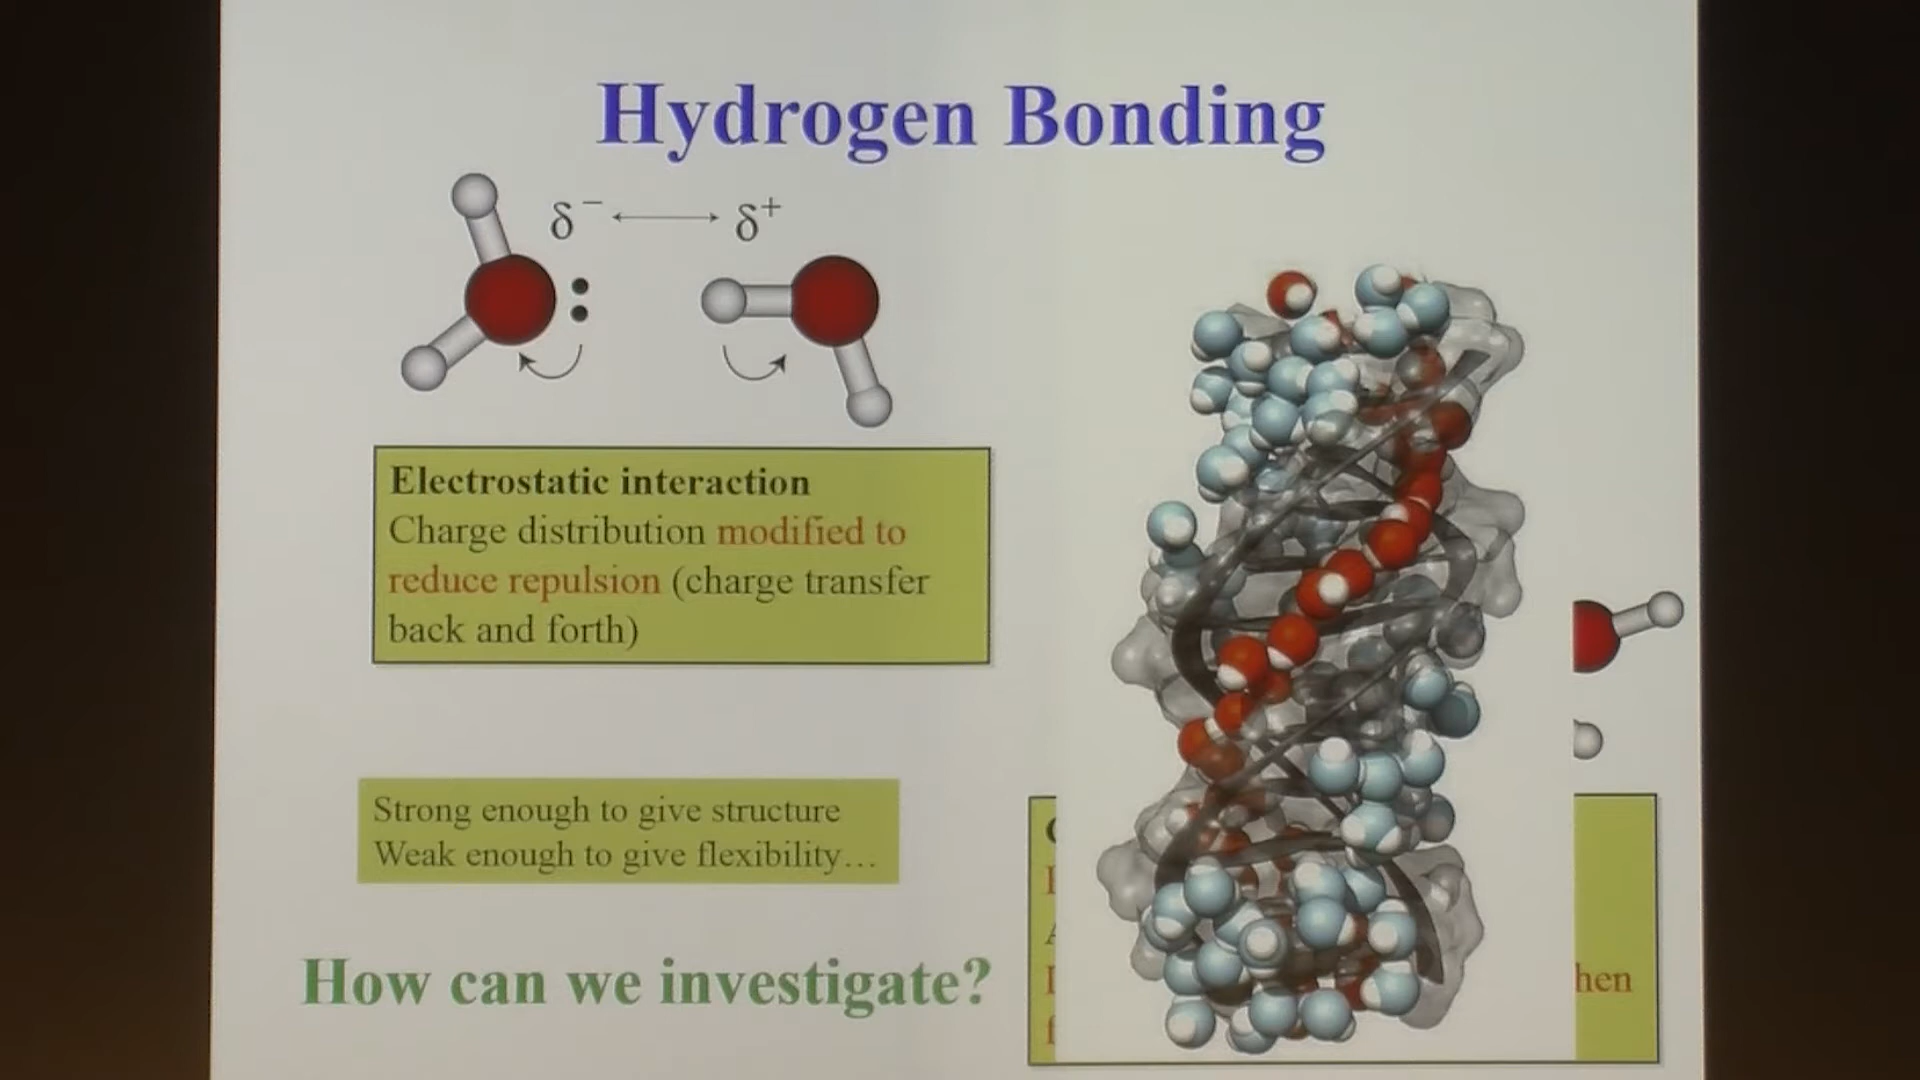 Hydrogen Bonding
δ⁻ δ⁺
Electrostatic interaction
Charge distribution modified to
reduce repulsion (charge transfer
back and forth)
Strong enough to give structure
Weak enough to give flexibility…
How can we investigate?
hen